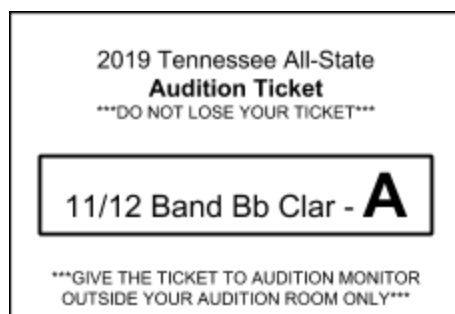 2019 Tennessee All-State
Audition Ticket
***DO NOT LOSE YOUR TICKET***
11/12 Band Bb Clar - A
***GIVE THE TICKET TO AUDITION MONITOR
OUTSIDE YOUR AUDITION ROOM ONLY***